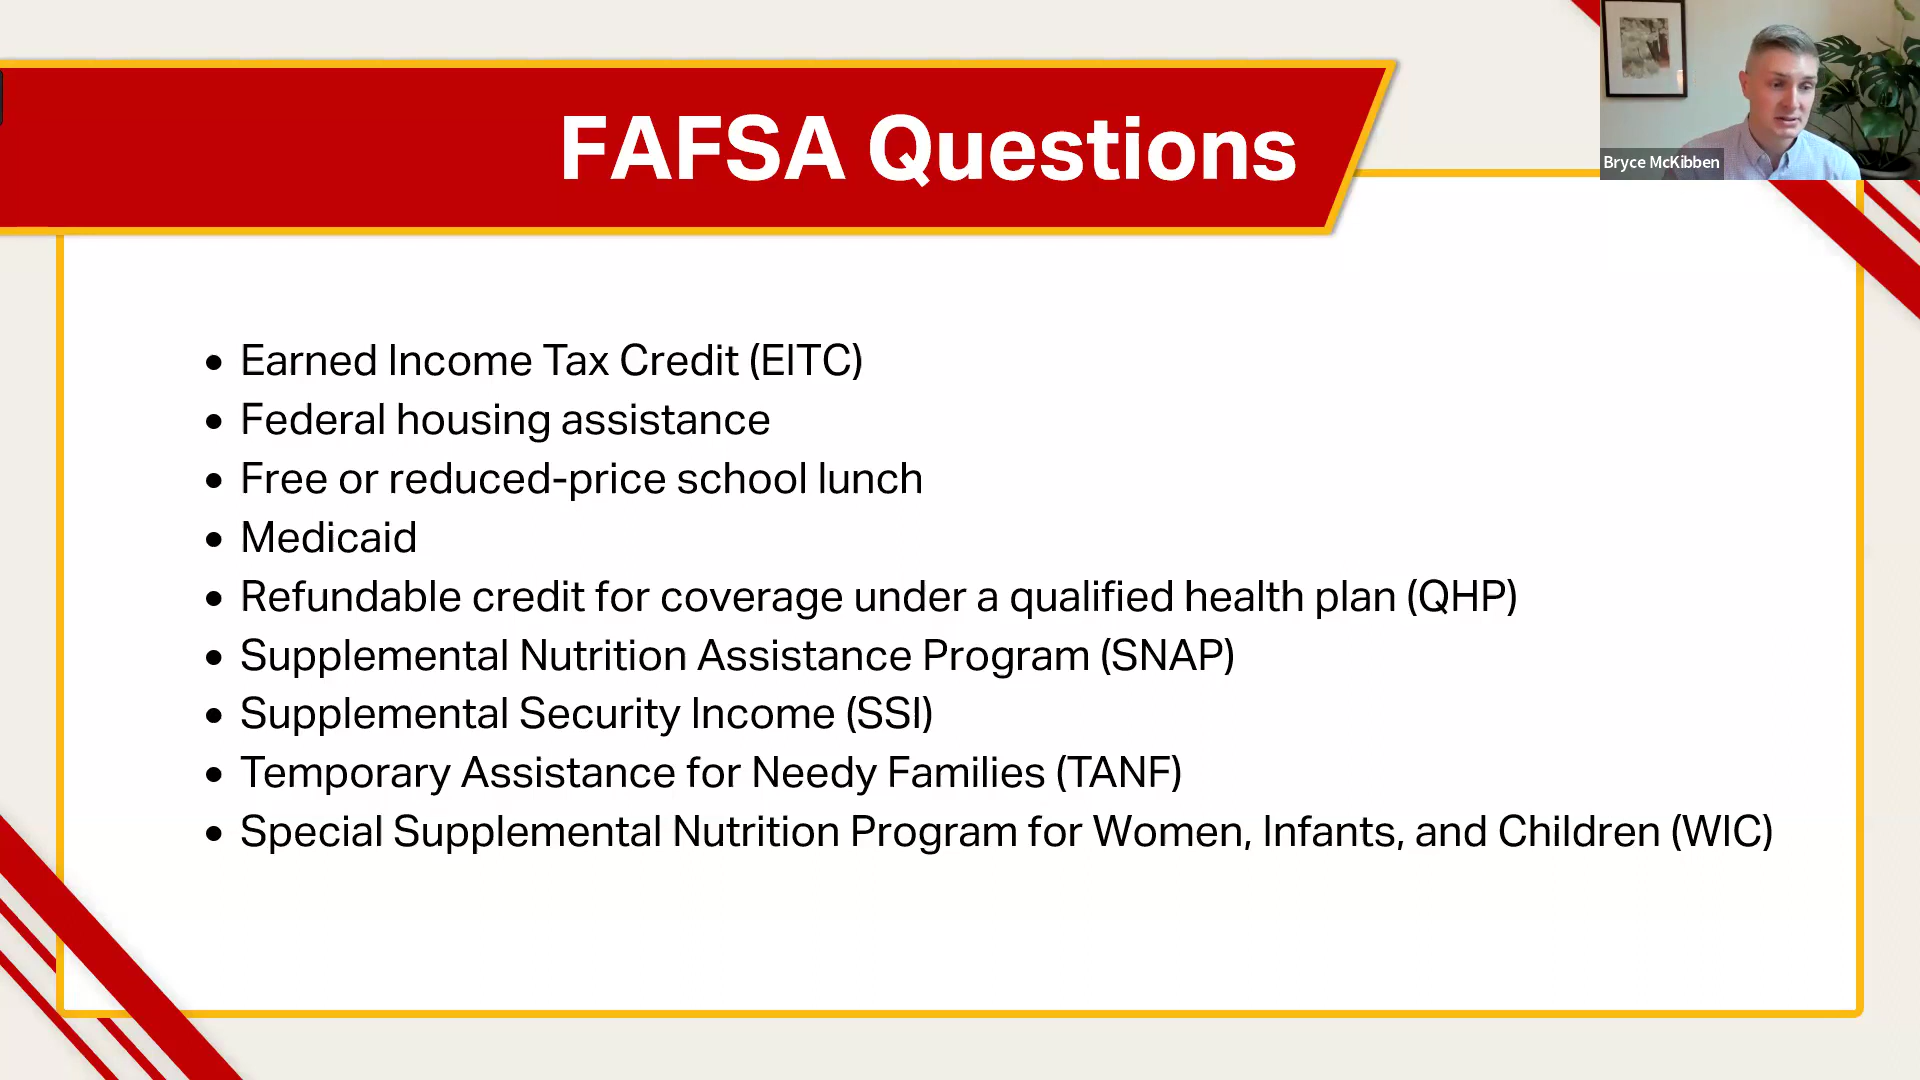 FAFSA Questions
Bryce McKibben
• Earned Income Tax Credit (EITC)
• Federal housing assistance
• Free or reduced-price school lunch
• Medicaid
• Refundable credit for coverage under a qualified health plan (QHP)
• Supplemental Nutrition Assistance Program (SNAP)
• Supplemental Security Income (SSI)
• Temporary Assistance for Needy Families (TANF)
• Special Supplemental Nutrition Program for Women, Infants, and Children (WIC)